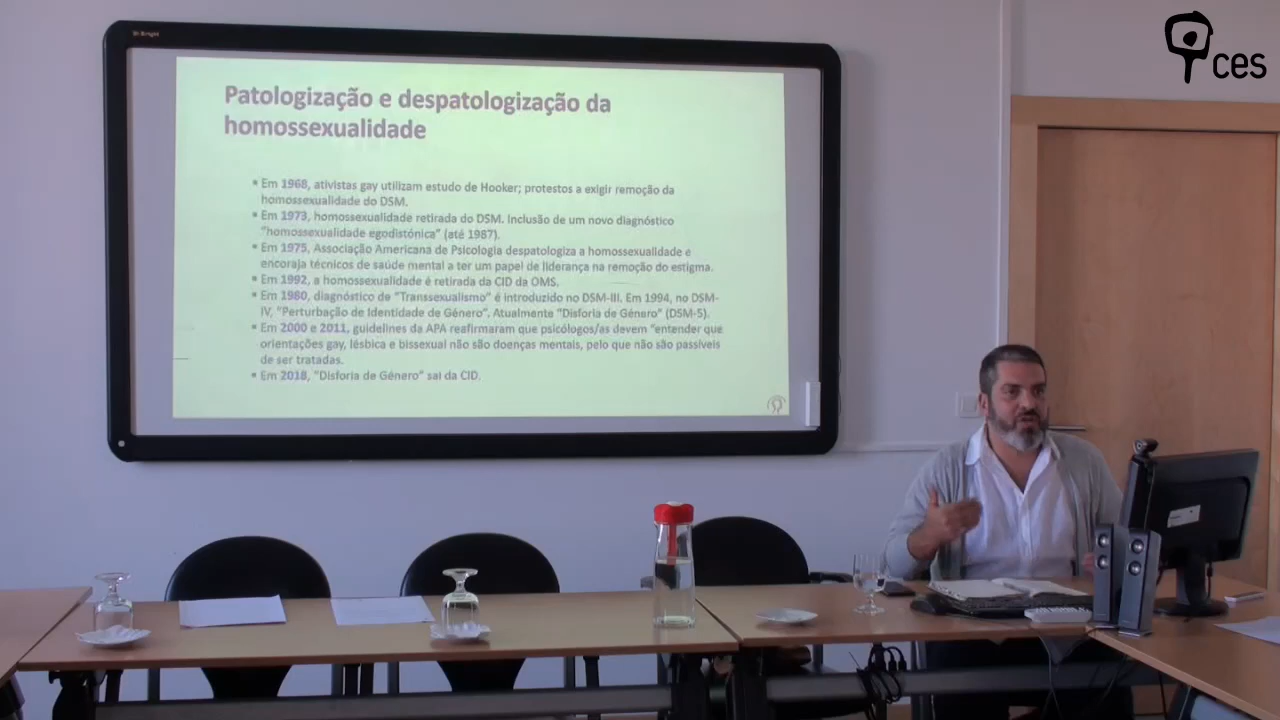 ces
Patologização e despatologização da
homossexualidade
Em 1968, ativistas gay utilizam estudo de Hooker; protestos a exigir remoção da
homossexualidade do DSM.
Em 1973, homossexualidade retirada do DSM. Inclusão de um novo diagnóstico
"homossexualidade egodistónica" (até 1987).
Em 1975, Associação Americana de Psicologia despatologiza a homossexualidade e
encoraja técnicos de saúde mental a ter um papel de liderança na remoção do estigma.
Em 1992, a homossexualidade é retirada da CID da OMS.
Em 1980, diagnóstico de "Transsexualismo" é introduzido no DSM-III. Em 1994, no DSM-
IV, "Perturbação de Identidade de Género". Atualmente "Disforia de Género" (DSM-5).
Em 2000 e 2011, guidelines da APA reafirmaram que psicólogos/as devem "entender que
orientações gay, lésbica e bissexual não são doenças mentais, pelo que não são passíveis
de ser tratadas.
Em 2018, "Disforia de Género" sai da CID.